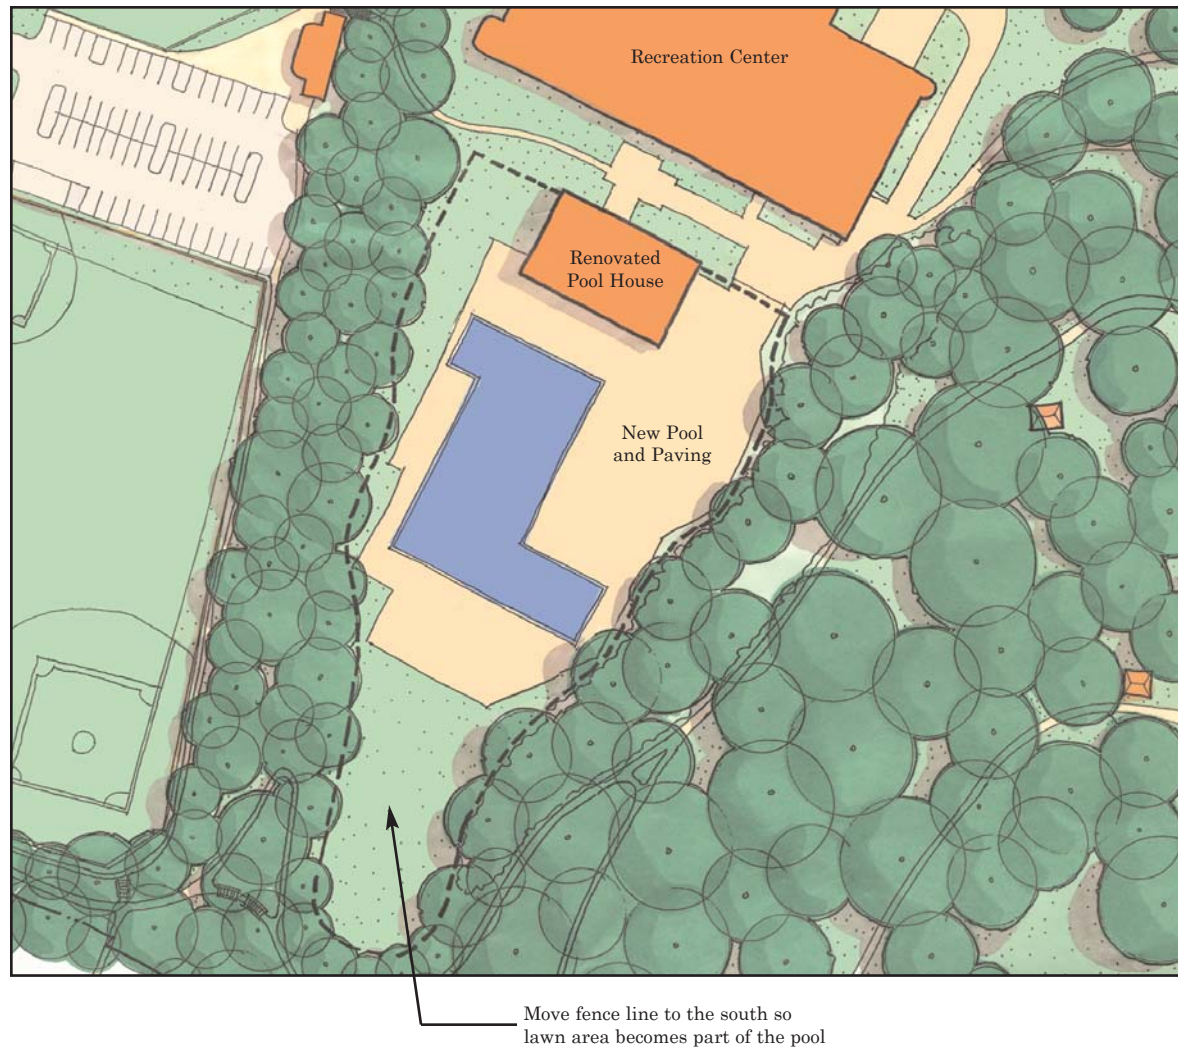 Recreation Center
Renovated
Pool House
New Pool
and Paving
Move fence line to the south so
lawn area becomes part of the pool